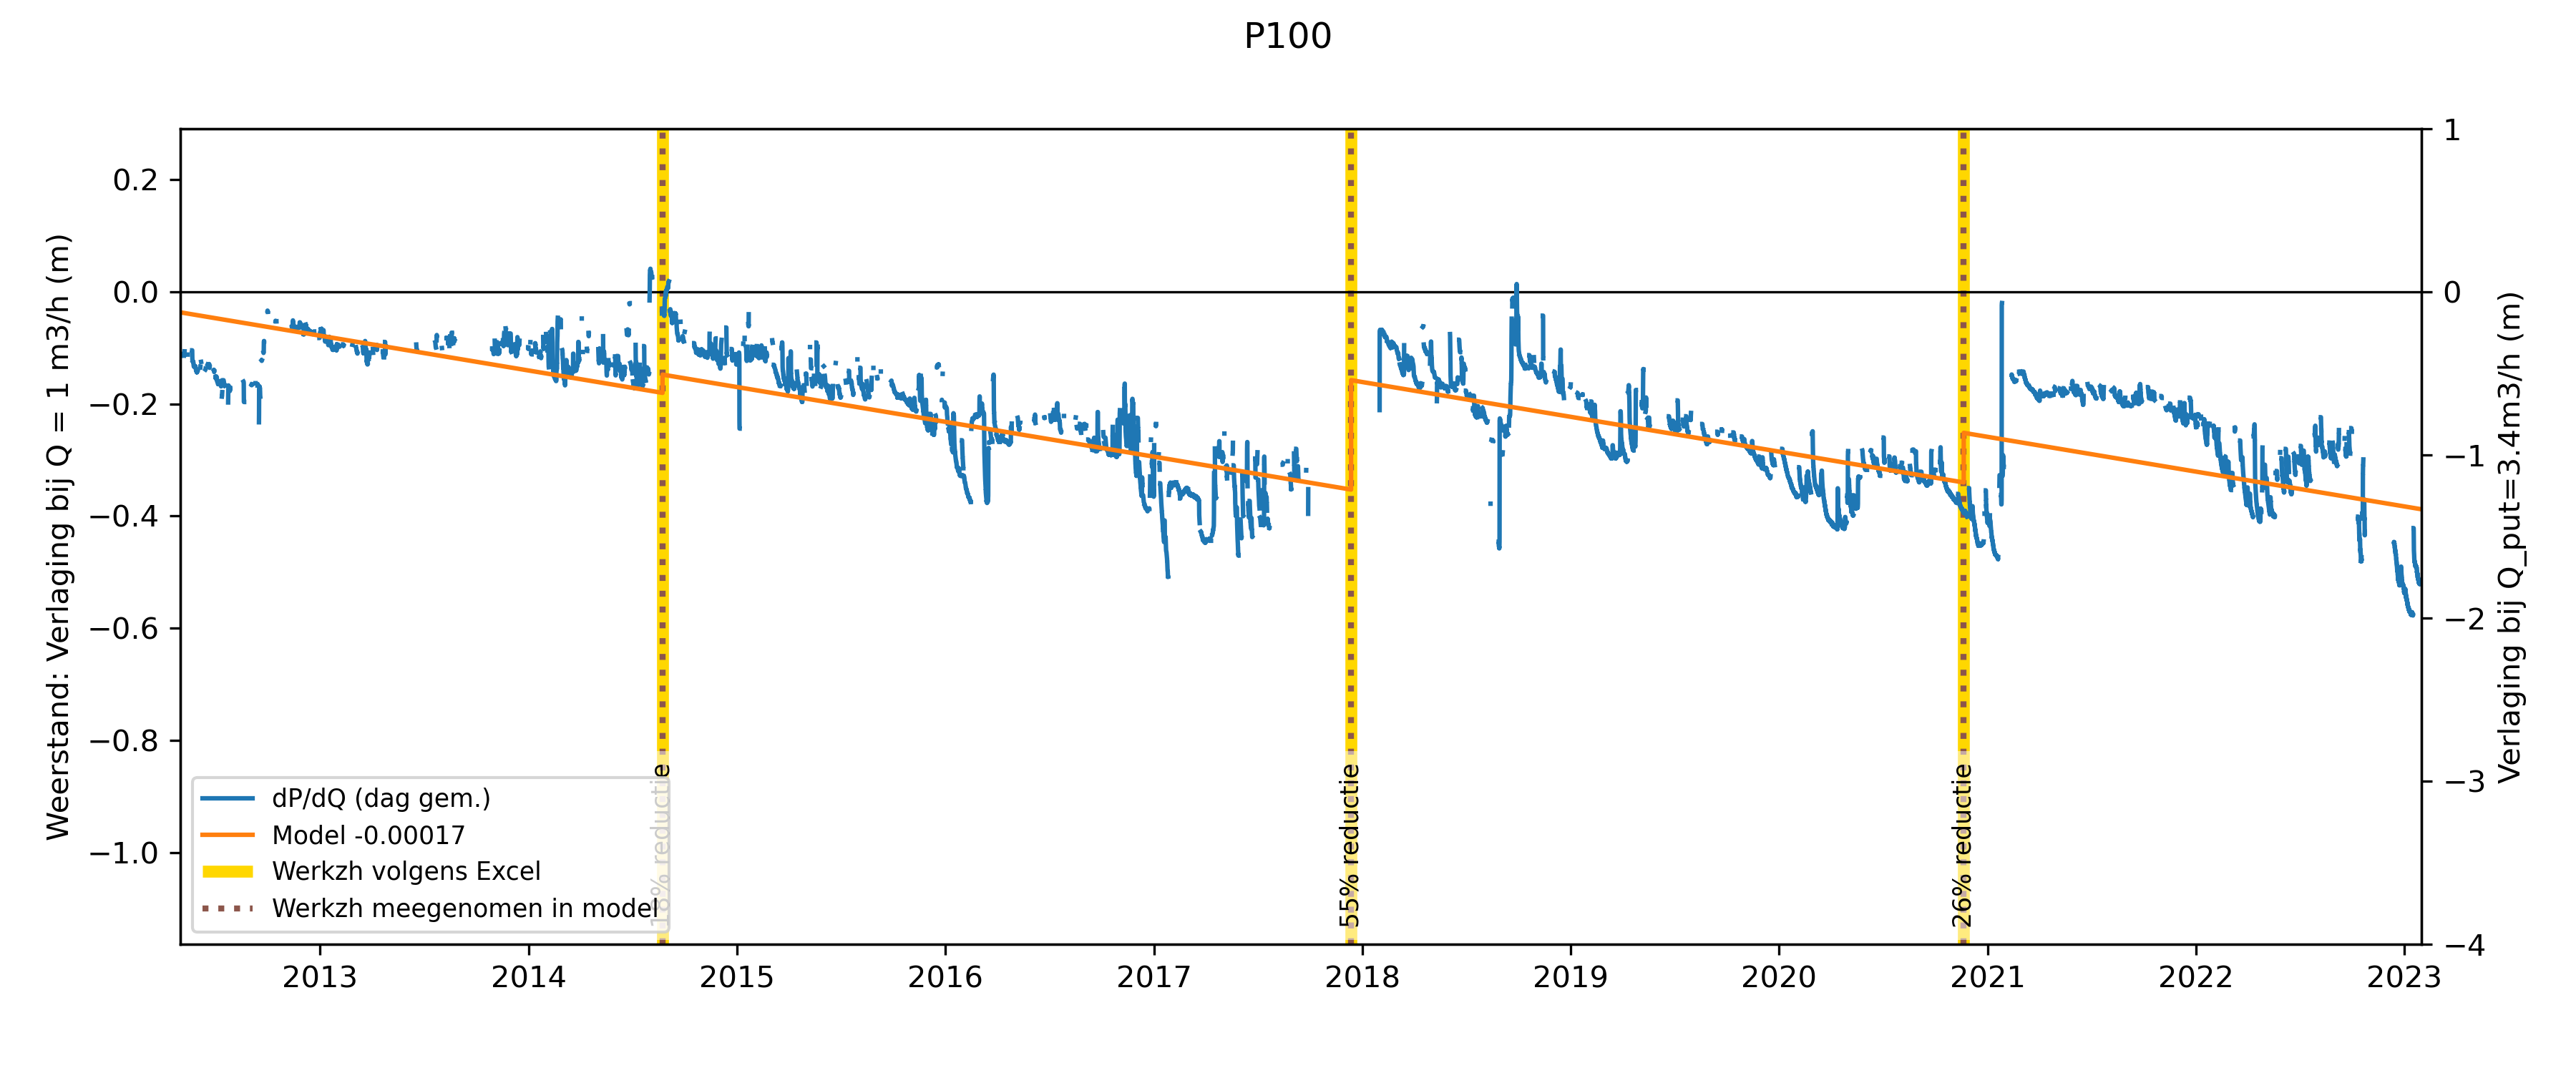 P100
Weerstand: Verlaging bij Q = 1 m3/h (m)
0.2
0.0
−0.2
−0.4
−0.6
−0.8
−1.0
1
0
−1
−2
−3
−4
Verlaging bij Q_put=3.4m3/h (m)
18% reductie
55% reductie
26% reductie
dP/dQ (dag gem.)
Model -0.00017
Werkzh volgens Excel
Werkzh meegenomen in model
2013 2014 2015 2016 2017 2018 2019 2020 2021 2022 2023